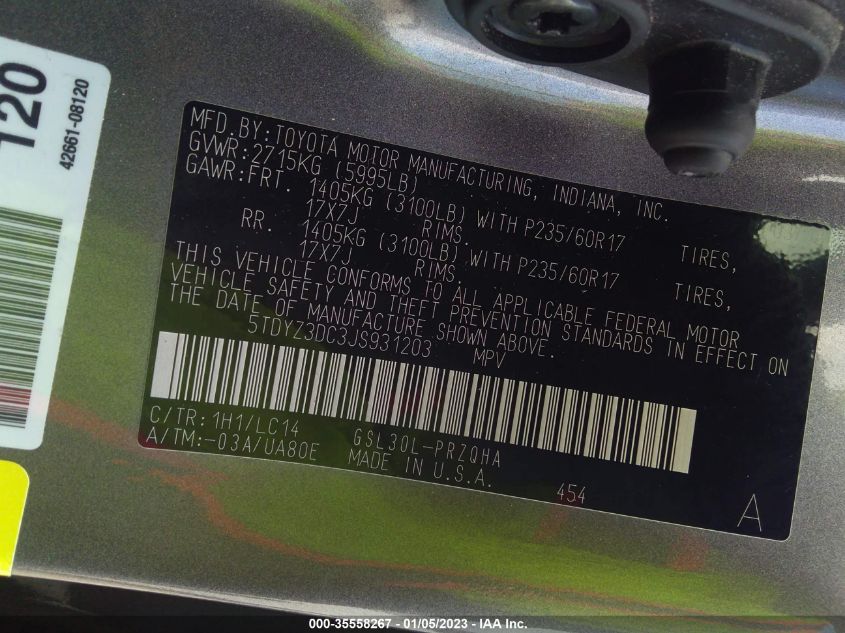 120
42661-08120
MFD.BY:TOYOTA MOTOR MANUFACTURING, INDIANA, INC.
GVWR:2715KG (5995LB)
GAWR:FRT. 1405KG (3100LB) WITH P235/60R17 TIRES,
17X7J RIMS.
RR. 1405KG (3100LB) WITH P235/60R17 TIRES,
17X7J RIMS.
THIS VEHICLE CONFORMS TO ALL APPLICABLE FEDERAL MOTOR
VEHICLE SAFETY AND THEFT PREVENTION STANDARDS IN EFFECT ON
THE DATE OF MANUFACTURE SHOWN ABOVE.
5TDYZ3DC3JS931203 MPV
C/TR:1H1/LC14 GSL30L-PRZQHA
A/TM:-03A/UA80E MADE IN U.S.A.
454
A
000-35558267 - 01/05/2023 - IAA Inc.